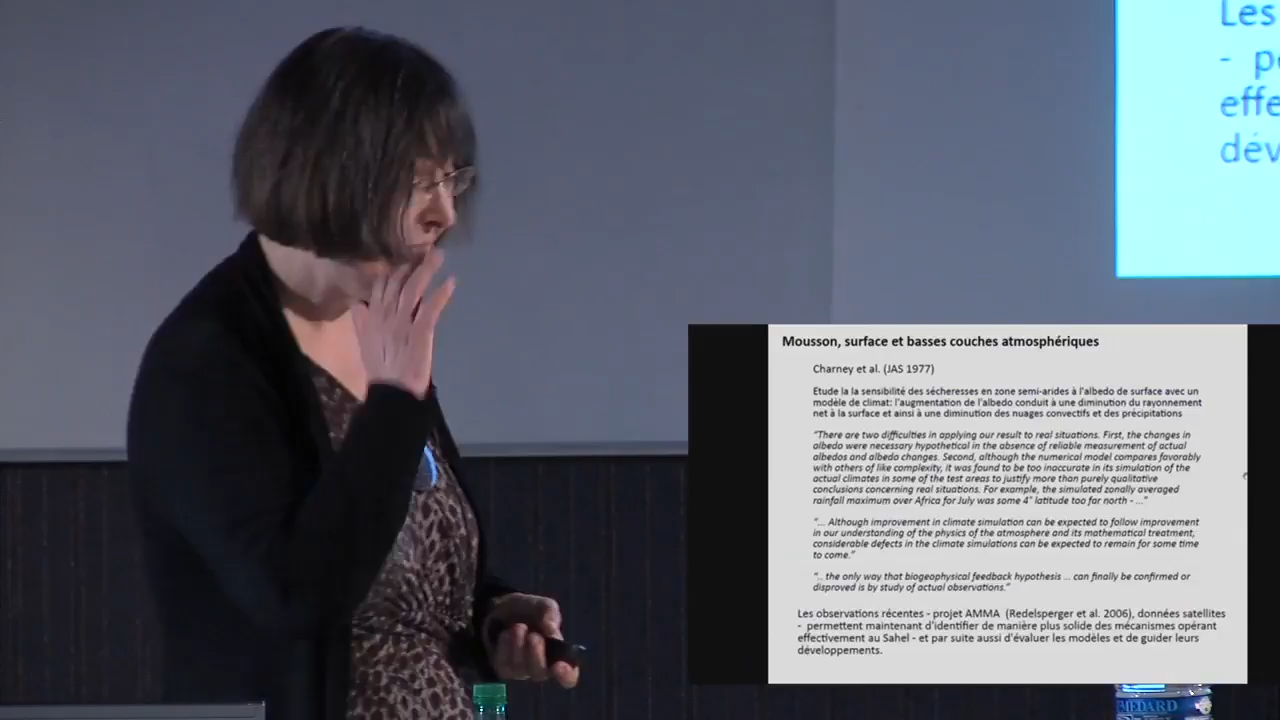 Les
- p
effe
dév
Mousson, surface et basses couches atmosphériques
Charney et al. (JAS 1977)
Etude la la sensibilité des sécheresses en zone semi-arides à l'albedo de surface avec un
modèle de climat: l'augmentation de l'albedo conduit à une diminution du rayonnement
net à la surface et ainsi à une diminution des nuages convectifs et des précipitations
"There are two difficulties in applying our result to real situations. First, the changes in
albedo were necessary hypothetical in the absence of reliable measurement of actual
albedos and albedo changes. Second, although the numerical model compares favorably
with others of like complexity, it was found to be too inaccurate in its simulation of the
actual climates in some of the test areas to justify more than purely qualitative
conclusions concerning real situations. For example, the simulated zonally averaged
rainfall maximum over Africa for July was some 4° latitude too far north - ..."
"... Although improvement in climate simulation can be expected to follow improvement
in our understanding of the physics of the atmosphere and its mathematical treatment,
considerable defects in the climate simulations can be expected to remain for some time
to come."
".. the only way that biogeophysical feedback hypothesis ... can finally be confirmed or
disproved is by study of actual observations."
Les observations récentes - projet AMMA (Redelsperger et al. 2006), données satellites
- permettent maintenant d'identifier de manière plus solide des mécanismes opérant
effectivement au Sahel - et par suite aussi d'évaluer les modèles et de guider leurs
développements.
MEDARD